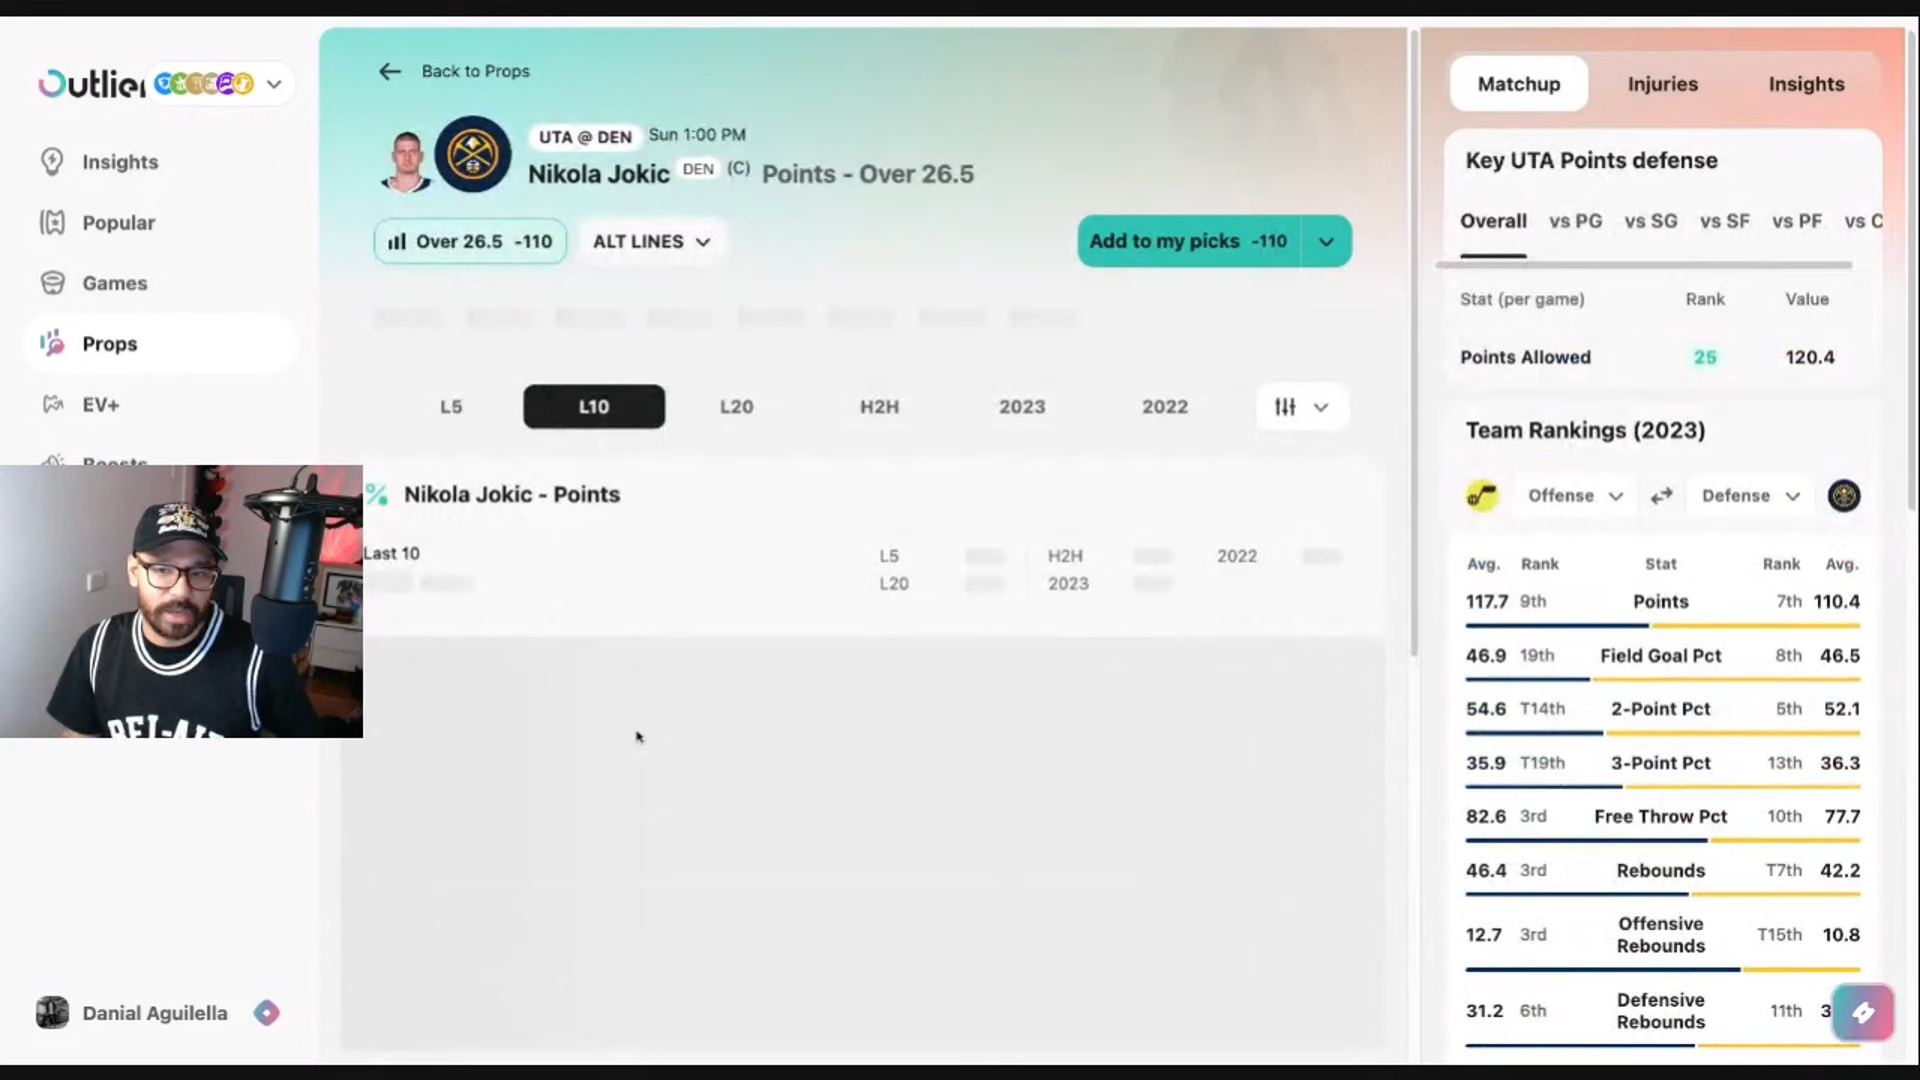 Outlier
Insights
Popular
Games
Props
EV+
Boosts
Danial Aguilella
Back to Props
UTA @ DEN Sun 1:00 PM
Nikola Jokic DEN (C) Points - Over 26.5
Over 26.5 -110 ALT LINES
Add to my picks -110
L5 L10 L20 H2H 2023 2022
Nikola Jokic - Points
Last 10
L5 H2H 2022
L20 2023
Matchup Injuries Insights
Key UTA Points defense
Overall vs PG vs SG vs SF vs PF vs C
Stat (per game) Rank Value
Points Allowed 25 120.4
Team Rankings (2023)
Offense Defense
Avg. Rank Stat Rank Avg.
117.7 9th Points 7th 110.4
46.9 19th Field Goal Pct 8th 46.5
54.6 T14th 2-Point Pct 5th 52.1
35.9 T19th 3-Point Pct 13th 36.3
82.6 3rd Free Throw Pct 10th 77.7
46.4 3rd Rebounds T7th 42.2
12.7 3rd Offensive Rebounds T15th 10.8
31.2 6th Defensive Rebounds 11th 3